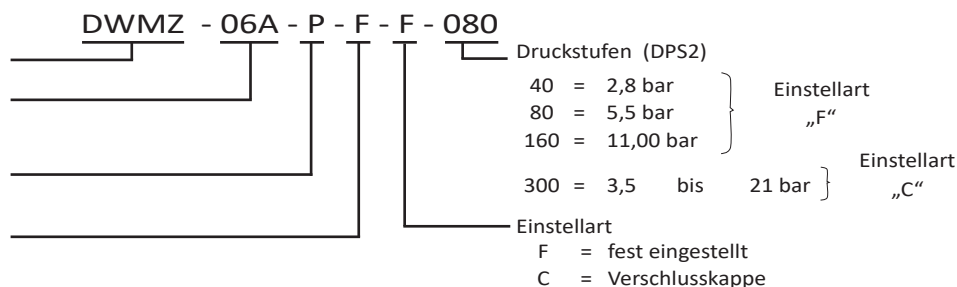 DWMZ - 06A - P - F - F - 080
Druckstufen (DPS2)
40 = 2,8 bar
80 = 5,5 bar
160 = 11,00 bar
Einstellart
„F“
300 = 3,5 bis 21 bar
Einstellart
„C“
Einstellart
F = fest eingestellt
C = Verschlusskappe